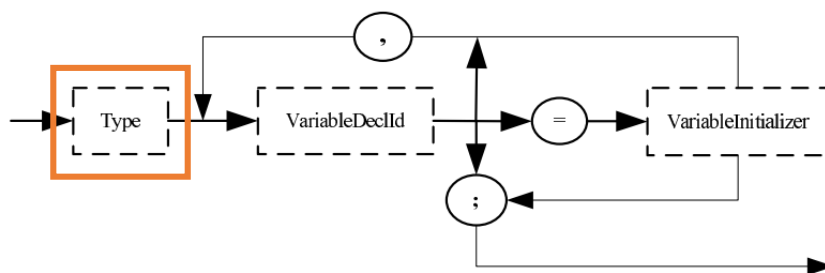 ,
Type
VariableDeclId
=
VariableInitializer
;